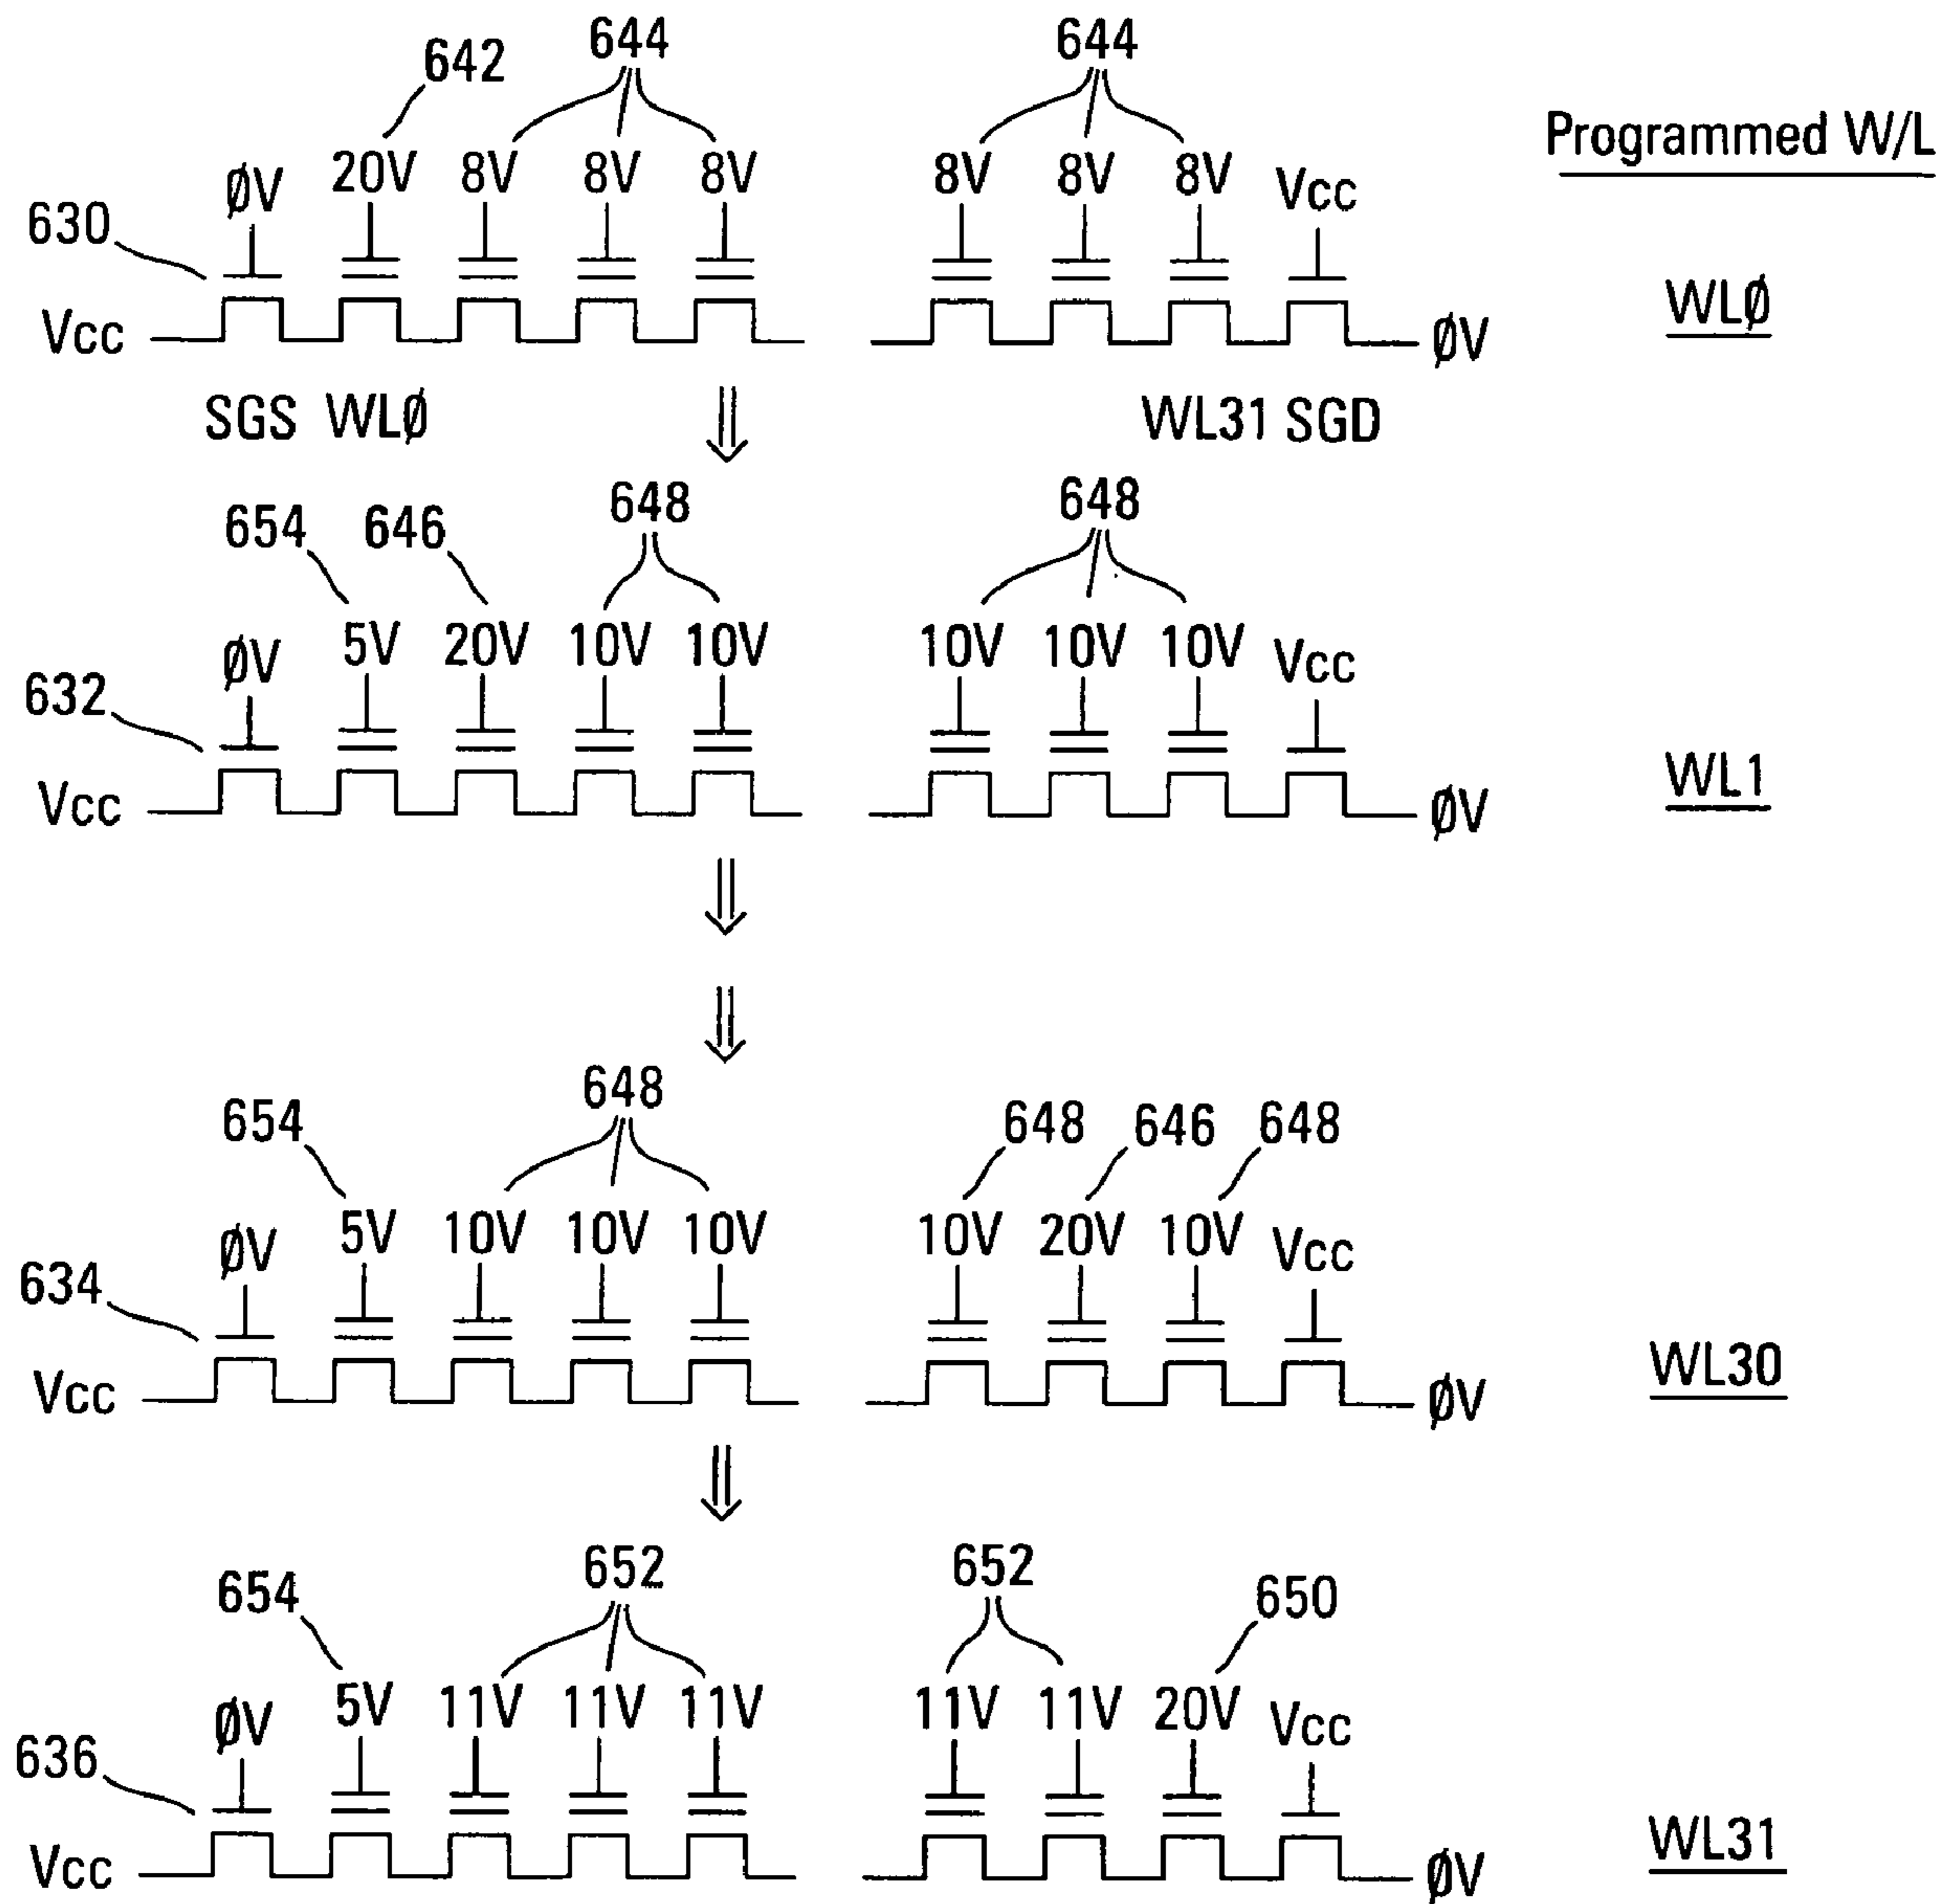 642 644 644
Programmed W/L
ØV 20V 8V 8V 8V 8V 8V 8V Vcc
630
Vcc ØV WLØ
SGS WLØ WL31 SGD
654 646 648 648
ØV 5V 20V 10V 10V 10V 10V 10V Vcc
632
Vcc ØV WL1
654 648 648 646 648
ØV 5V 10V 10V 10V 10V 20V 10V Vcc
634
Vcc ØV WL30
654 652 652 650
ØV 5V 11V 11V 11V 11V 11V 20V Vcc
636
Vcc ØV WL31